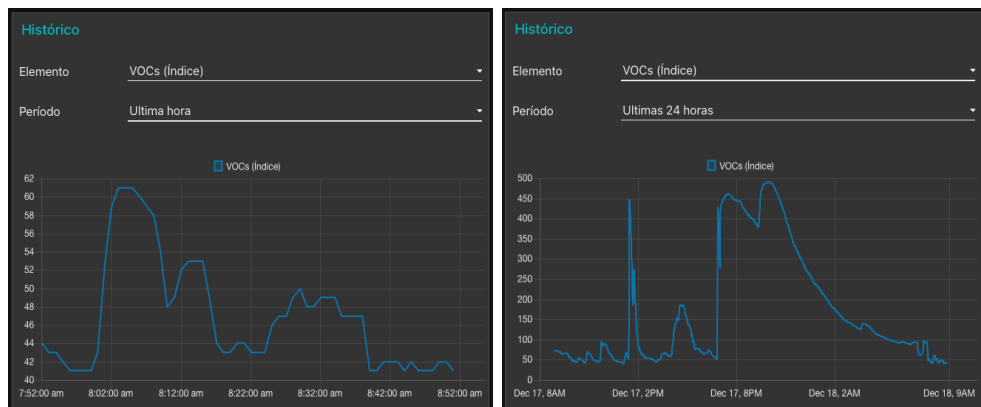 Histórico
Elemento VOCs (Índice)
Período Ultima hora
VOCs (Índice)
62
60
58
56
54
52
50
48
46
44
42
40
7:52:00 am 8:02:00 am 8:12:00 am 8:22:00 am 8:32:00 am 8:42:00 am 8:52:00 am
Histórico
Elemento VOCs (Índice)
Período Ultimas 24 horas
VOCs (Índice)
500
450
400
350
300
250
200
150
100
50
0
Dec 17, 8AM Dec 17, 2PM Dec 17, 8PM Dec 18, 2AM Dec 18, 9AM